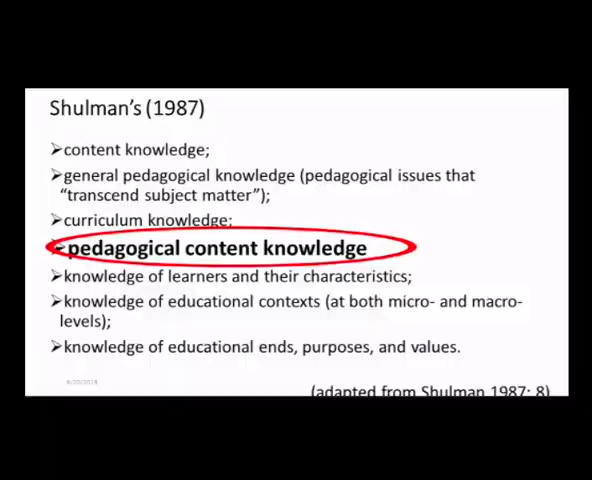 Shulman's (1987)
➢content knowledge;
➢general pedagogical knowledge (pedagogical issues that
"transcend subject matter");
➢curriculum knowledge;
➢pedagogical content knowledge
➢knowledge of learners and their characteristics;
➢knowledge of educational contexts (at both micro- and macro-
levels);
➢knowledge of educational ends, purposes, and values.
(adapted from Shulman 1987: 8)